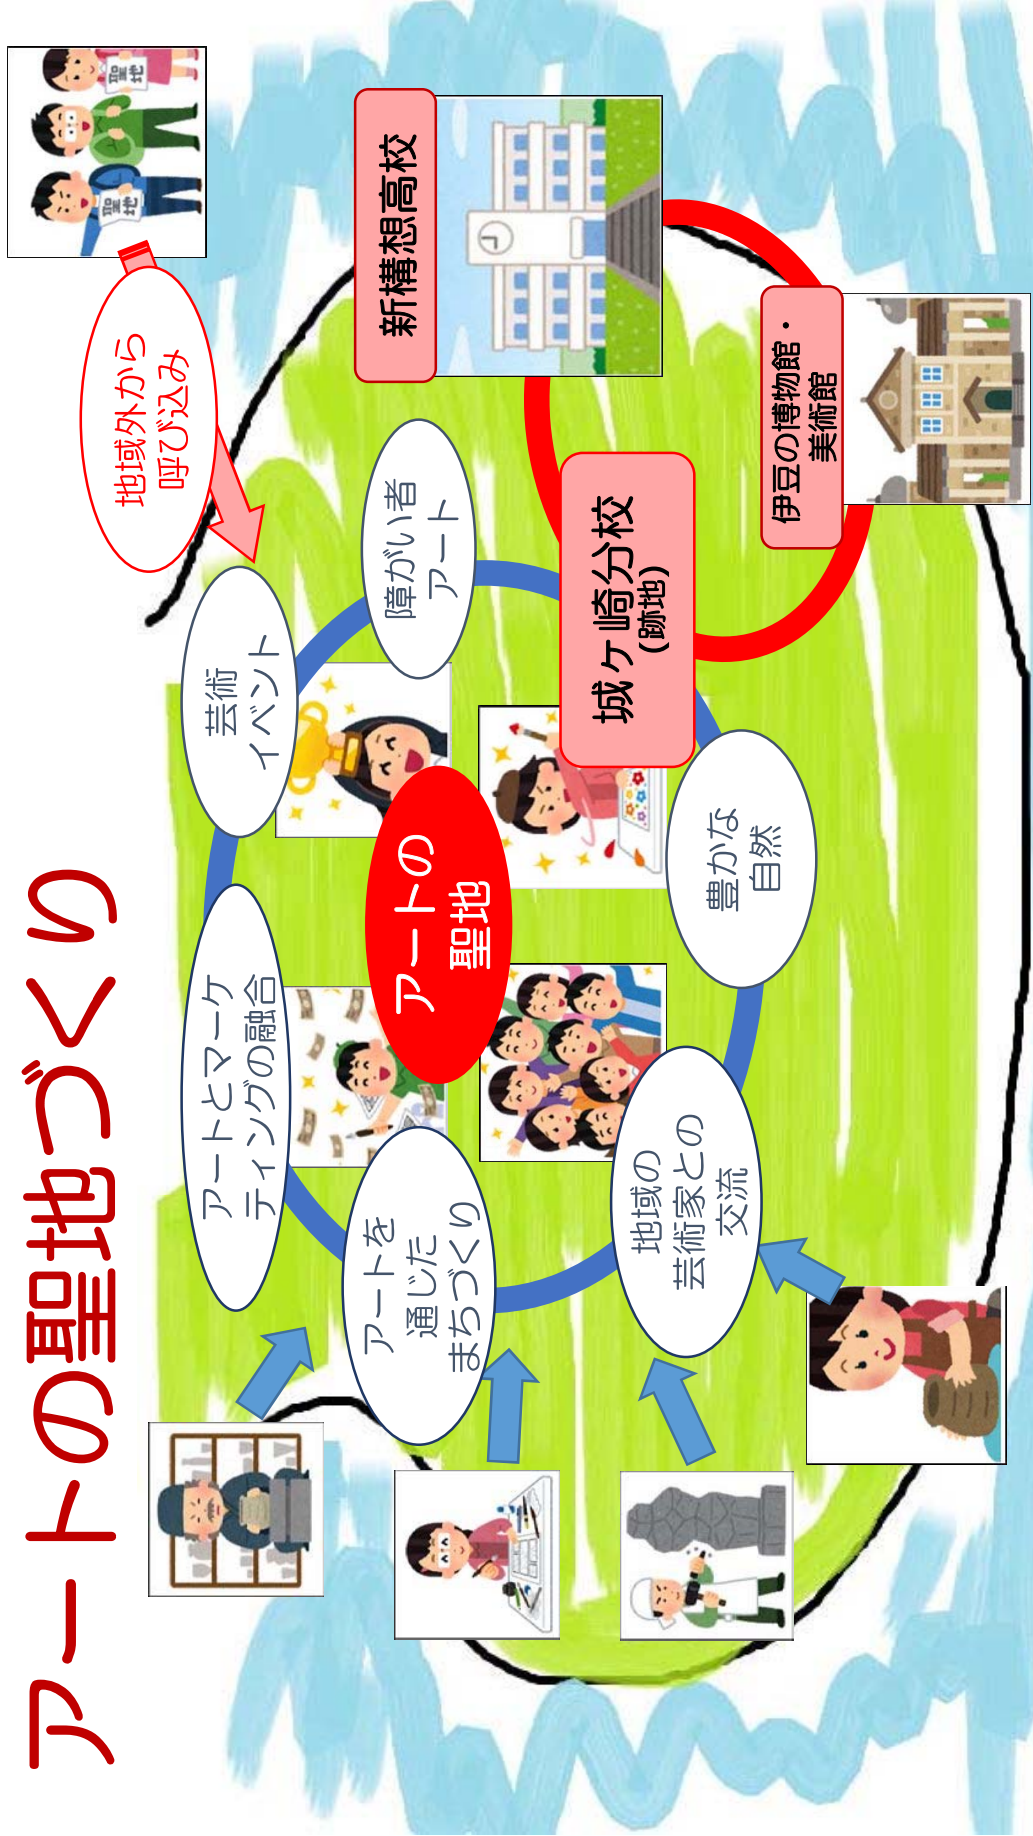 アートの聖地づくり
地域外から
呼び込み
聖地
聖地
芸術
イベント
アートとマーケ
ティングの融合
障がい者
アート
新構想高校
アートの
聖地
アートを
通じた
まちづくり
城ヶ崎分校
(跡地)
伊豆の博物館・
美術館
豊かな
自然
地域の
芸術家との
交流